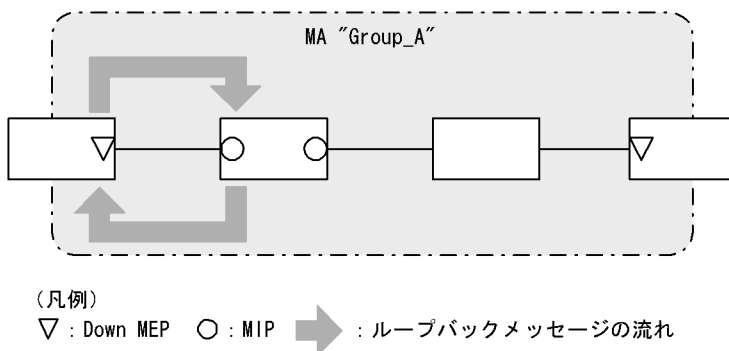 MA "Group_A"
(凡例)
▽ : Down MEP ○ : MIP : ループバックメッセージの流れ